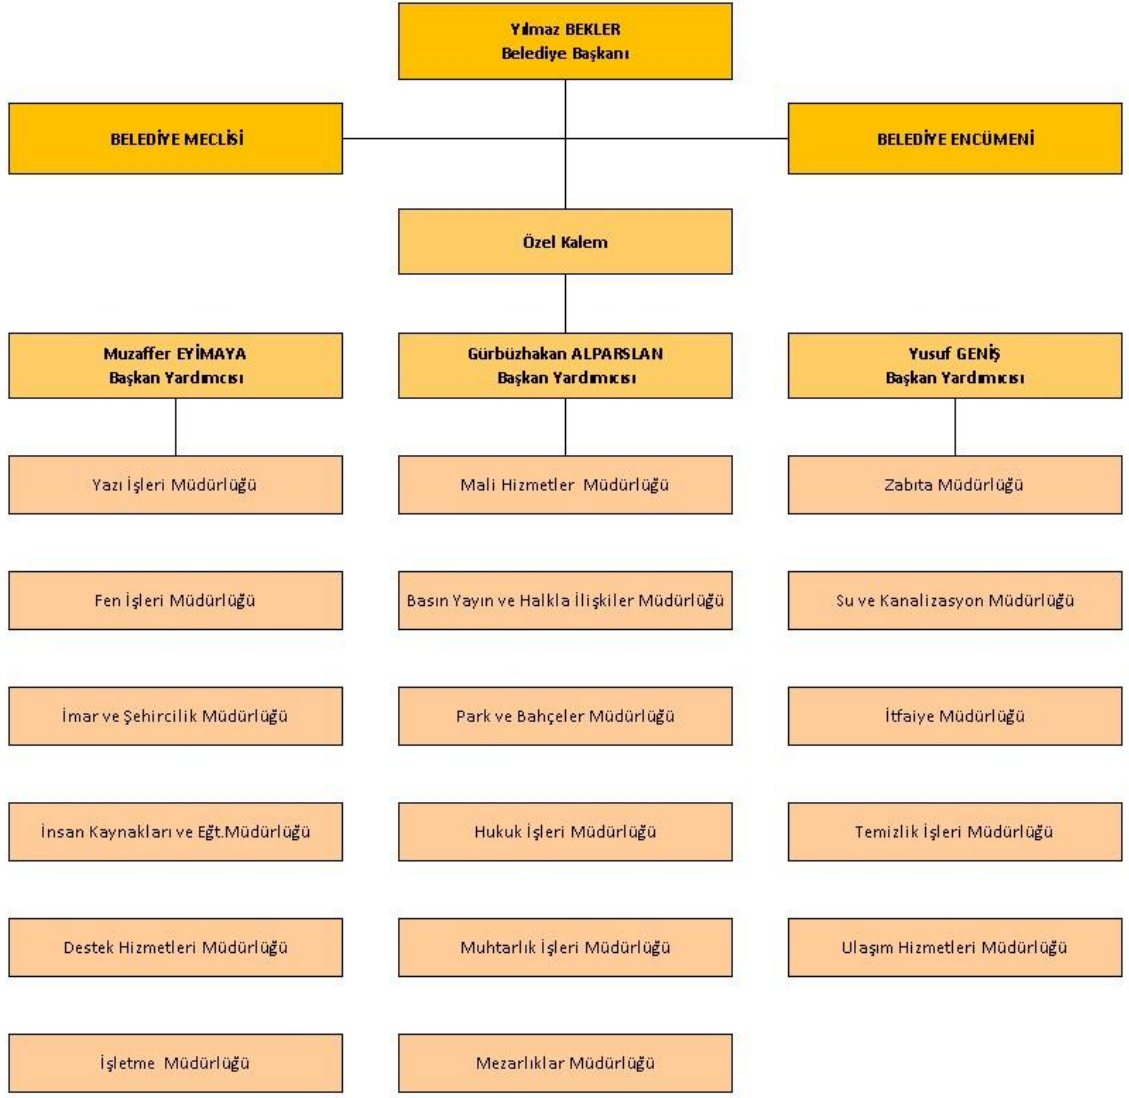 Yılmaz BEKLER
Belediye Başkanı
BELEDİYE MECLİSİ
BELEDİYE ENCÜMENİ
Özel Kalem
Muzaffer EYİMAYA
Başkan Yardımcısı
Gürbüzhakan ALPARSLAN
Başkan Yardımıcısı
Yusuf GENİŞ
Başkan Yardımıcısı
Yazı İşleri Müdürlüğü
Mali Hizmetler Müdürlüğü
Zabıta Müdürlüğü
Fen İşleri Müdürlüğü
Basın Yayın ve Halkla İlişkiler Müdürlüğü
Su ve Kanalizasyon Müdürlüğü
İmar ve Şehircilik Müdürlüğü
Park ve Bahçeler Müdürlüğü
İtfaiye Müdürlüğü
İnsan Kaynakları ve Eğt.Müdürlüğü
Hukuk İşleri Müdürlüğü
Temizlik İşleri Müdürlüğü
Destek Hizmetleri Müdürlüğü
Muhtarlık İşleri Müdürlüğü
Ulaşım Hizmetleri Müdürlüğü
İşletme Müdürlüğü
Mezarlıklar Müdürlüğü